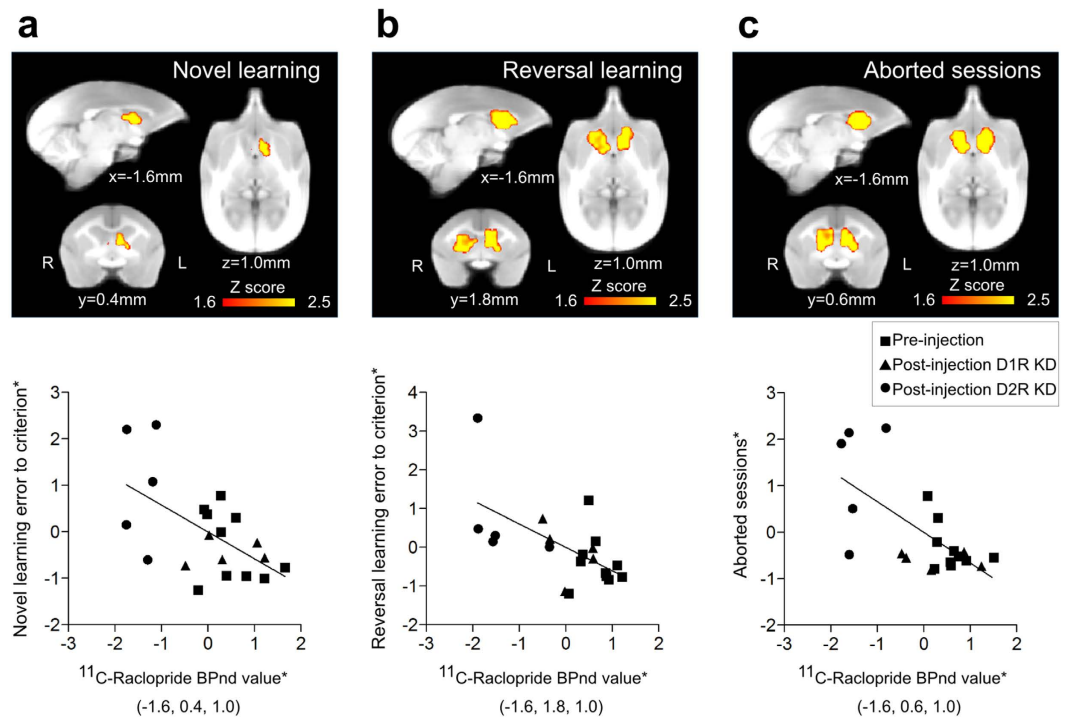 a
Novel learning
x=-1.6mm
R
L
z=1.0mm
y=0.4mm
Z score
1.6
2.5
b
Reversal learning
x=-1.6mm
R
L
z=1.0mm
y=1.8mm
Z score
1.6
2.5
c
Aborted sessions
x=-1.6mm
R
L
z=1.0mm
y=0.6mm
Z score
1.6
2.5
Pre-injection
Post-injection D1R KD
Post-injection D2R KD
Novel learning error to criterion*
3
2
1
0
-1
-2
-3 -2 -1 0 1 2
¹¹C-Raclopride BPnd value*
(-1.6, 0.4, 1.0)
Reversal learning error to criterion*
4
3
2
1
0
-1
-2
-3 -2 -1 0 1 2
¹¹C-Raclopride BPnd value*
(-1.6, 1.8, 1.0)
Aborted sessions*
3
2
1
0
-1
-2
-3 -2 -1 0 1 2
¹¹C-Raclopride BPnd value*
(-1.6, 0.6, 1.0)